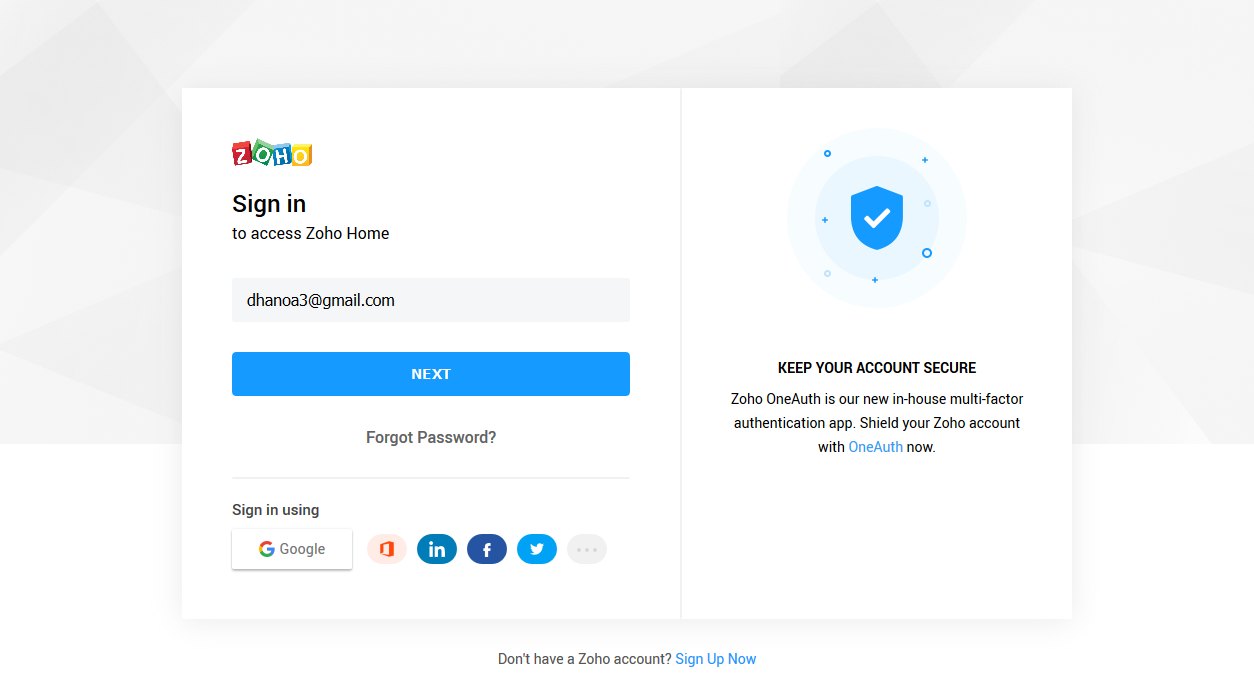 ZOHO
Sign in
to access Zoho Home
dhanoa3@gmail.com
NEXT
Forgot Password?
Sign in using
Google
in
f
KEEP YOUR ACCOUNT SECURE
Zoho OneAuth is our new in-house multi-factor
authentication app. Shield your Zoho account
with OneAuth now.
Don't have a Zoho account? Sign Up Now